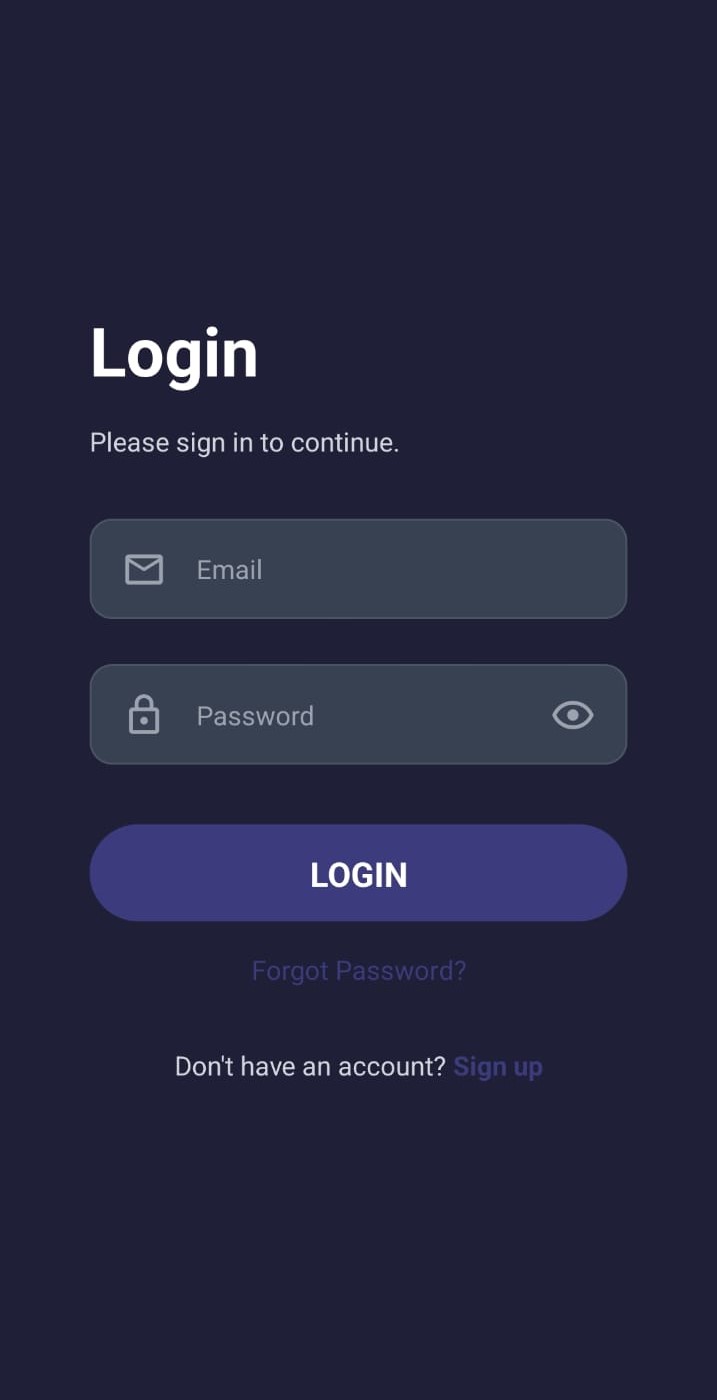 Login
Please sign in to continue.
Email
Password
LOGIN
Forgot Password?
Don't have an account? Sign up